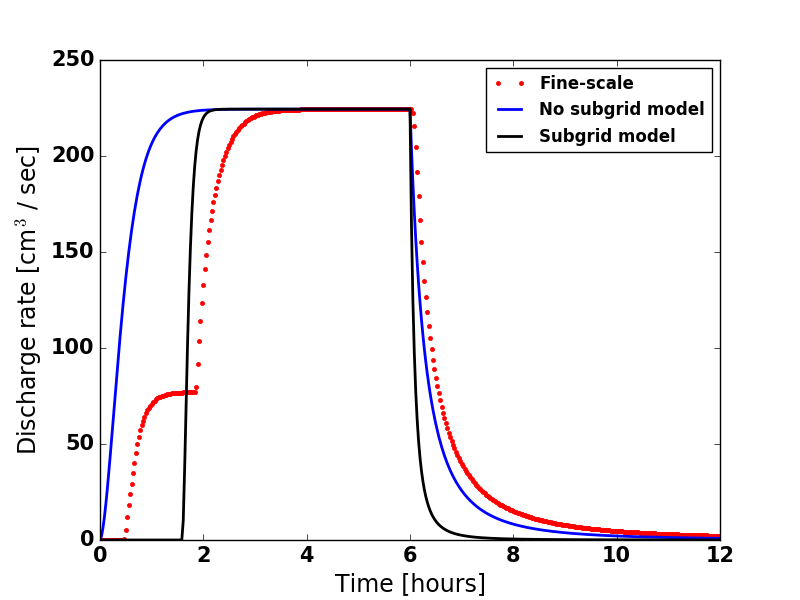 250
200
150
100
50
0
Discharge rate [cm³ / sec]
Fine-scale
No subgrid model
Subgrid model
0 2 4 6 8 10 12
Time [hours]